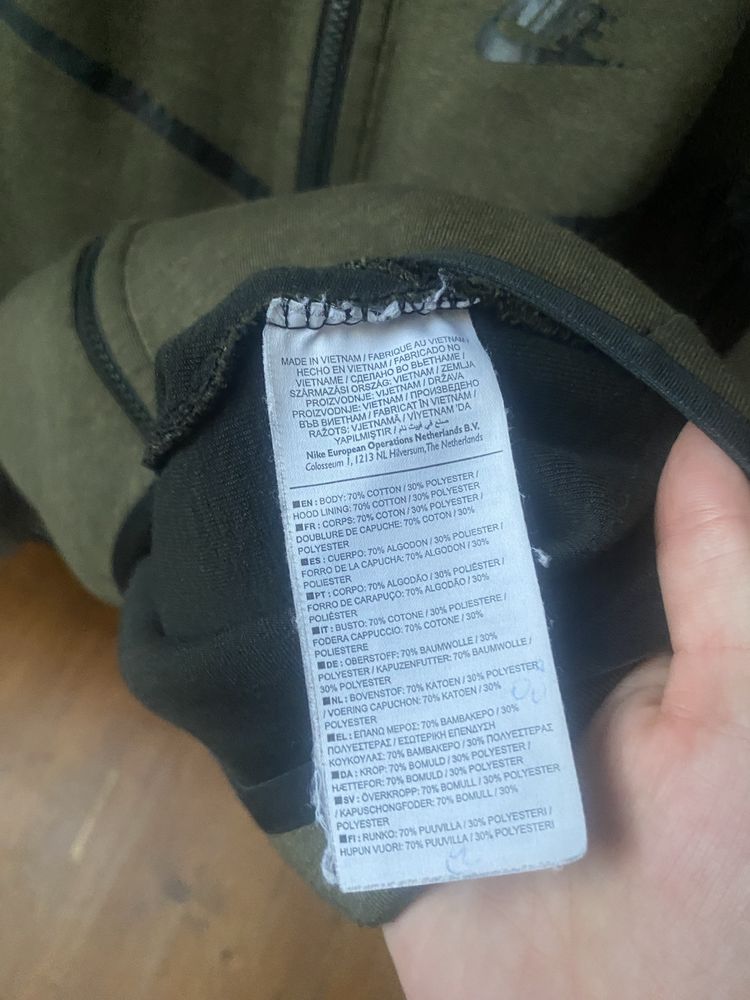 MADE IN VIETNAM / FABRIQUE AU VIETNAM /
HECHO EN VIETNAM / FABRICADO NO
VIETNAME / СДЕЛАНО ВО ВЬЕТНАМЕ /
SZÁRMAZÁSI ORSZÁG: VIETNAM / ZEMLJA
PROIZVODNJE: VIJETNAM / DRŽAVA
PROIZVODNJE: VIETNAM / ПРОИЗВЕДЕНО
ВЪВ ВИЕТНАМ / FABRICAT ÎN VIETNAM /
RAŽOTS: VJETNAMĀ / VİYETNAM 'DA
YAPILMIŞTIR / صنع في فيت نام
Nike European Operations Netherlands B.V.
Colosseum 1, 1213 NL Hilversum, The Netherlands
EN : BODY: 70% COTTON / 30% POLYESTER /
HOOD LINING: 70% COTTON / 30% POLYESTER
FR : CORPS: 70% COTON / 30% POLYESTER /
DOUBLURE DE CAPUCHE: 70% COTON / 30%
POLYESTER
ES : CUERPO: 70% ALGODON / 30% POLIESTER /
FORRO DE LA CAPUCHA: 70% ALGODON / 30%
POLIESTER
PT : CORPO: 70% ALGODÃO / 30% POLIÉSTER /
FORRO DE CARAPUÇO: 70% ALGODÃO / 30%
POLIÉSTER
IT : BUSTO: 70% COTONE / 30% POLIESTERE /
FODERA CAPPUCCIO: 70% COTONE / 30%
POLIESTERE
DE : OBERSTOFF: 70% BAUMWOLLE / 30%
POLYESTER / KAPUZENFUTTER: 70% BAUMWOLLE /
30% POLYESTER
NL : BOVENSTOF: 70% KATOEN / 30% POLYESTER
/ VOERING CAPUCHON: 70% KATOEN / 30%
POLYESTER
EL : ΕΠΑΝΩ ΜΕΡΟΣ: 70% ΒΑΜΒΑΚΕΡΟ / 30%
ΠΟΛΥΕΣΤΕΡΑΣ / ΕΣΩΤΕΡΙΚΗ ΕΠΕΝΔΥΣΗ
ΚΟΥΚΟΥΛΑΣ: 70% ΒΑΜΒΑΚΕΡΟ / 30% ΠΟΛΥΕΣΤΕΡΑΣ
DA : KROP: 70% BOMULD / 30% POLYESTER /
HÆTTEFOR: 70% BOMULD / 30% POLYESTER
SV : ÖVERKROPP: 70% BOMULL / 30% POLYESTER
/ KAPUSCHONGFODER: 70% BOMULL / 30%
POLYESTER
FI : RUNKO: 70% PUUVILLA / 30% POLYESTERI /
HUPUN VUORI: 70% PUUVILLA / 30% POLYESTERI